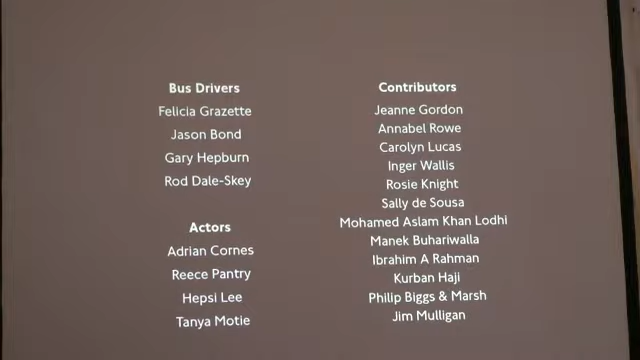 Bus Drivers
Felicia Grazette
Jason Bond
Gary Hepburn
Rod Dale-Skey
Actors
Adrian Cornes
Reece Pantry
Hepsi Lee
Tanya Motie
Contributors
Jeanne Gordon
Annabel Rowe
Carolyn Lucas
Inger Wallis
Rosie Knight
Sally de Sousa
Mohamed Aslam Khan Lodhi
Manek Buhariwalla
Ibrahim A Rahman
Kurban Haji
Philip Biggs & Marsh
Jim Mulligan